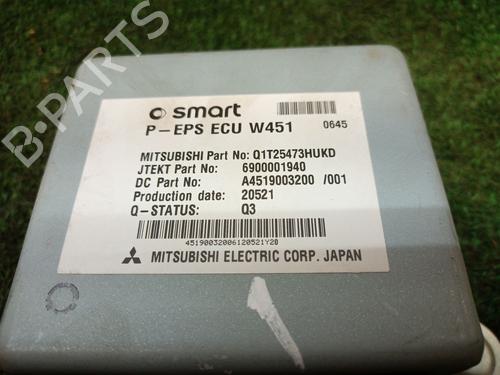 smart
P-EPS ECU W451 0645
MITSUBISHI Part No: Q1T25473HUKD
JTEKT Part No: 6900001940
DC Part No: A4519003200 /001
Production date: 20521
Q-STATUS: Q3
45190032006120521Y2D
MITSUBISHI ELECTRIC CORP. JAPAN
B-PARTS